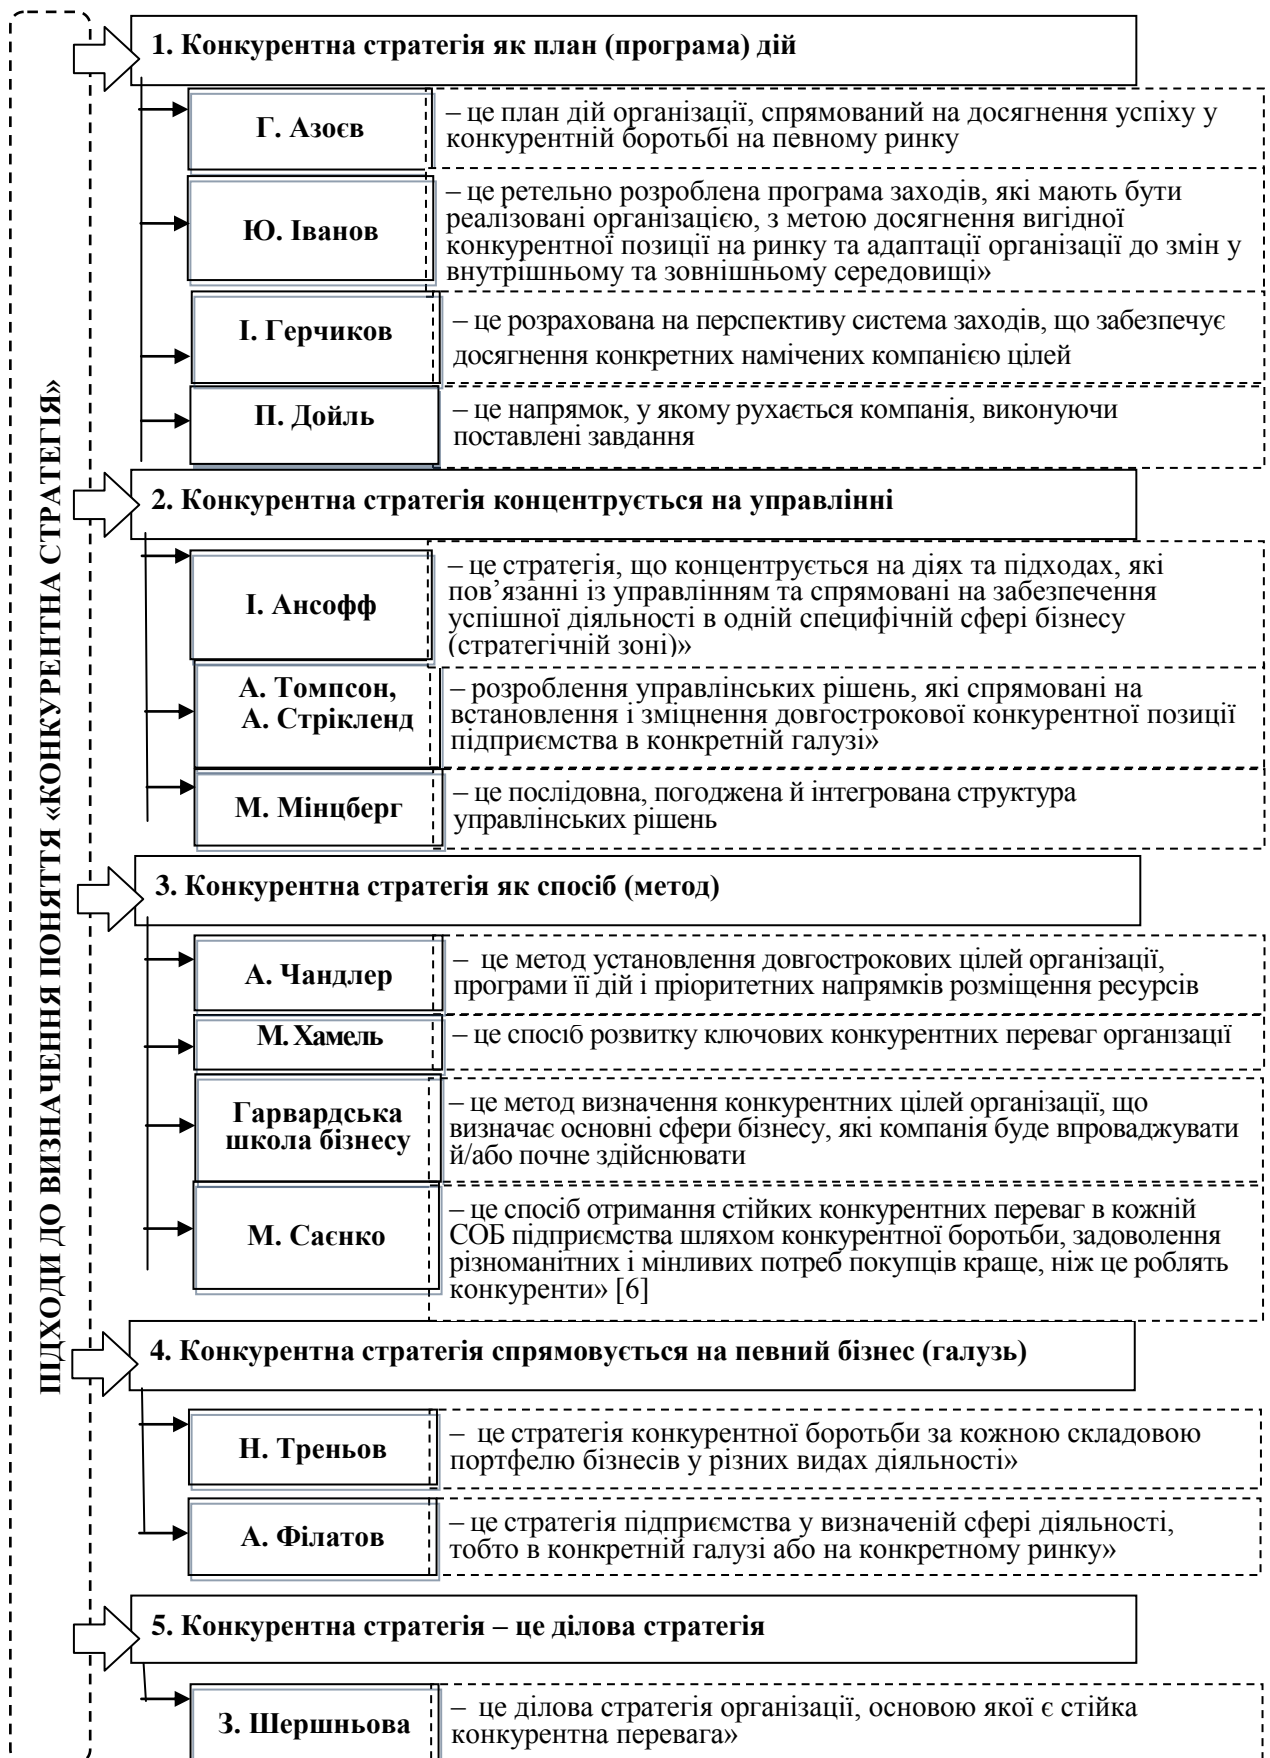 ПІДХОДИ ДО ВИЗНАЧЕННЯ ПОНЯТТЯ «КОНКУРЕНТНА СТРАТЕГІЯ»
1. Конкурентна стратегія як план (програма) дій
Г. Азоєв
– це план дій організації, спрямований на досягнення успіху у
конкурентній боротьбі на певному ринку
Ю. Іванов
– це ретельно розроблена програма заходів, які мають бути
реалізовані організацією, з метою досягнення вигідної
конкурентної позиції на ринку та адаптації організації до змін у
внутрішньому та зовнішньому середовищі»
І. Герчиков
– це розрахована на перспективу система заходів, що забезпечує
досягнення конкретних намічених компанією цілей
П. Дойль
– це напрямок, у якому рухається компанія, виконуючи
поставлені завдання
2. Конкурентна стратегія концентрується на управлінні
І. Ансофф
– це стратегія, що концентрується на діях та підходах, які
пов’язанні із управлінням та спрямовані на забезпечення
успішної діяльності в одній специфічній сфері бізнесу
(стратегічній зоні)»
А. Томпсон,
А. Стрікленд
– розроблення управлінських рішень, які спрямовані на
встановлення і зміцнення довгострокової конкурентної позиції
підприємства в конкретній галузі»
М. Мінцберг
– це послідовна, погоджена й інтегрована структура
управлінських рішень
3. Конкурентна стратегія як спосіб (метод)
А. Чандлер
– це метод установлення довгострокових цілей організації,
програми її дій і пріоритетних напрямків розміщення ресурсів
М. Хамель
– це спосіб розвитку ключових конкурентних переваг організації
Гарвардська
школа бізнесу
– це метод визначення конкурентних цілей організації, що
визначає основні сфери бізнесу, які компанія буде впроваджувати
й/або почне здійснювати
М. Саєнко
– це спосіб отримання стійких конкурентних переваг в кожній
СОБ підприємства шляхом конкурентної боротьби, задоволення
різноманітних і мінливих потреб покупців краще, ніж це роблять
конкуренти» [6]
4. Конкурентна стратегія спрямовується на певний бізнес (галузь)
Н. Треньов
– це стратегія конкурентної боротьби за кожною складовою
портфелю бізнесів у різних видах діяльності»
А. Філатов
– це стратегія підприємства у визначеній сфері діяльності,
тобто в конкретній галузі або на конкретному ринку»
5. Конкурентна стратегія – це ділова стратегія
З. Шершньова
– це ділова стратегія організації, основою якої є стійка
конкурентна перевага»